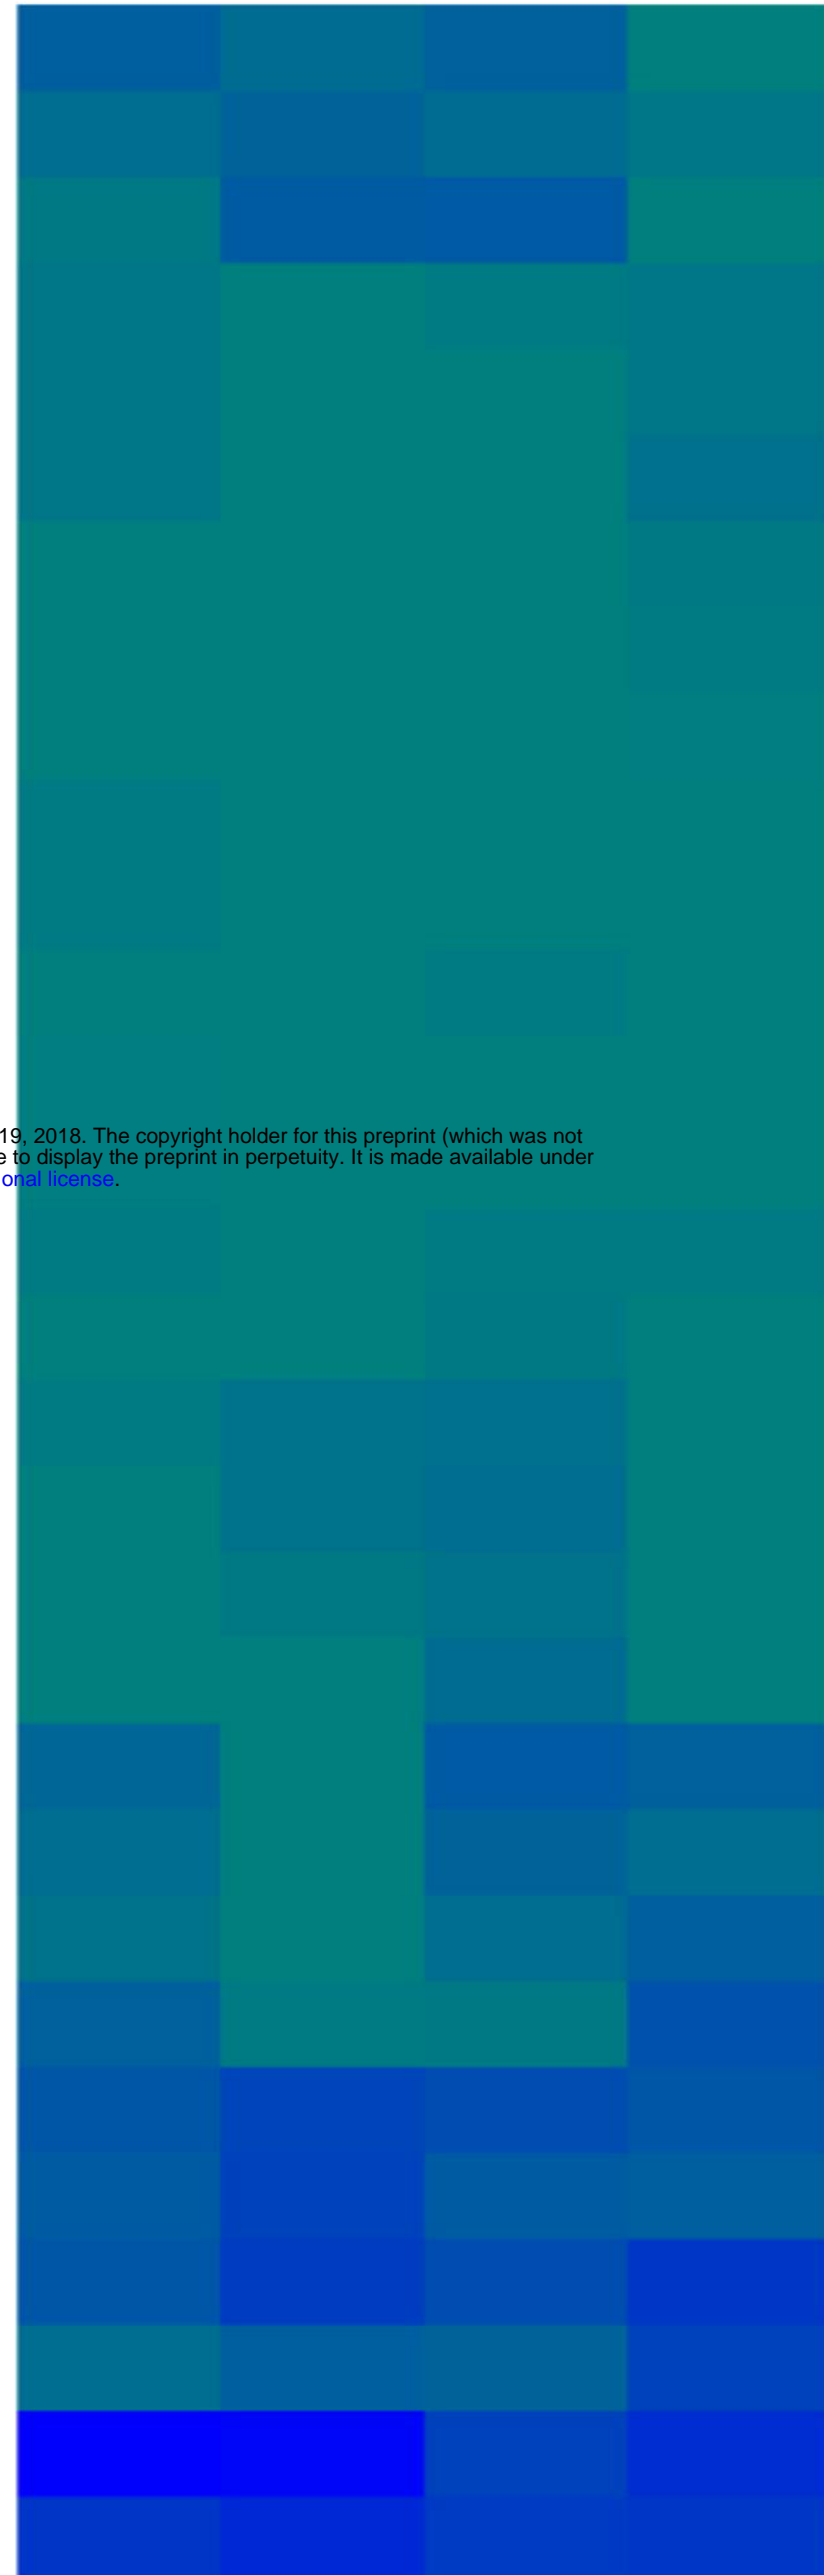 19, 2018. The copyright holder for this preprint (which was not
to display the preprint in perpetuity. It is made available under
license.